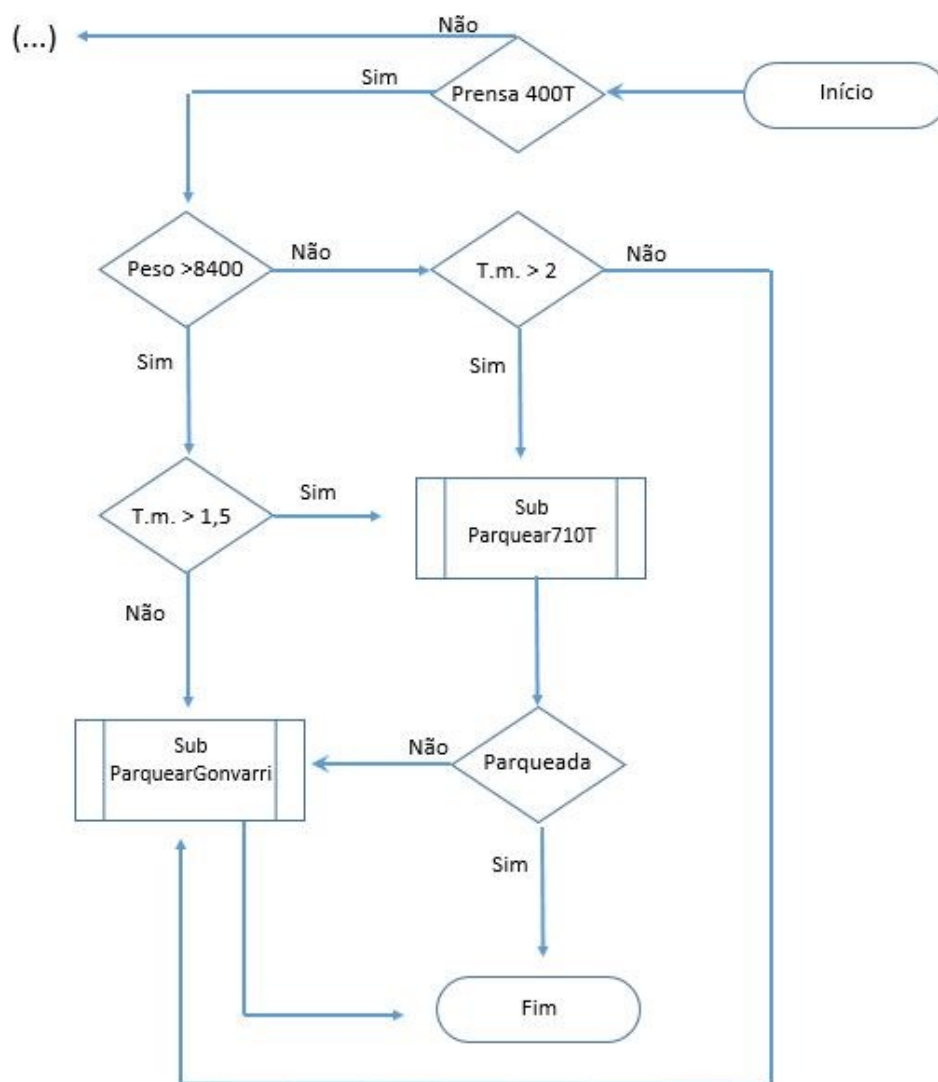 (...)
Não
Sim
Prensa 400T
Início
Peso >8400
Não
T.m. > 2
Não
Sim
Sim
T.m. > 1,5
Sim
Sub
Parquear710T
Não
Sub
ParquearGonvarri
Não
Parqueada
Sim
Fim